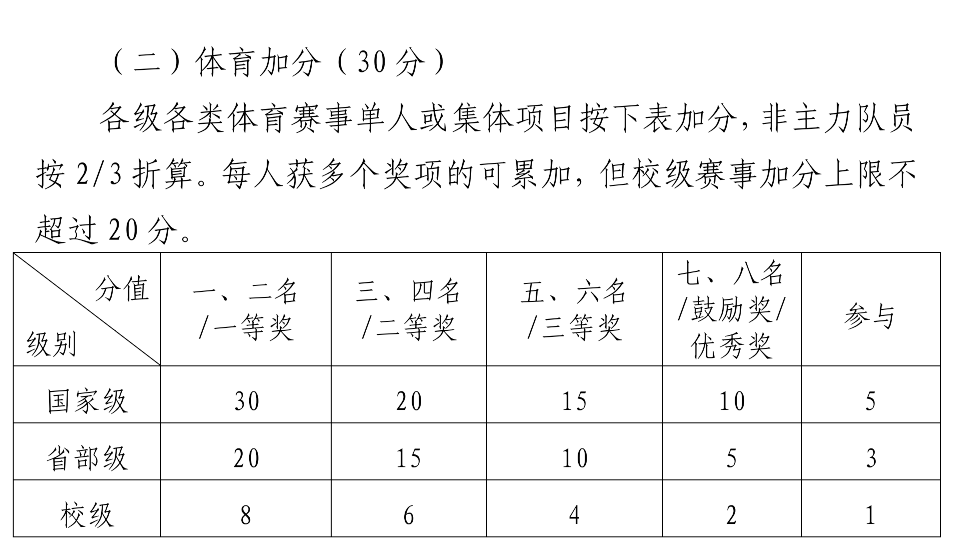 （二）体育加分（30分）
各级各类体育赛事单人或集体项目按下表加分，非主力队员
按2/3折算。每人获多个奖项的可累加，但校级赛事加分上限不
超过20分。
分值 一、二名 三、四名 五、六名 七、八名 参与
级别 /一等奖 /二等奖 /三等奖 /鼓励奖/
优秀奖
国家级 30 20 15 10 5
省部级 20 15 10 5 3
校级 8 6 4 2 1